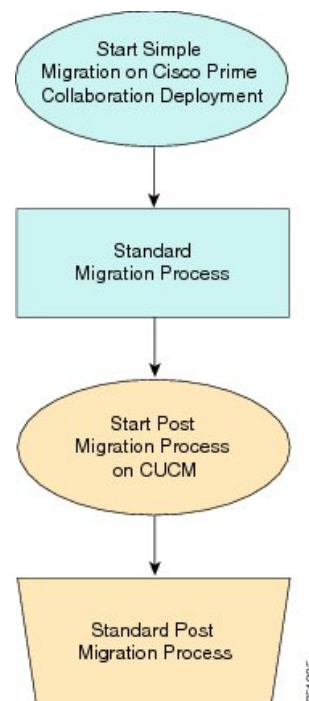 Start Simple
Migration on Cisco Prime
Collaboration Deployment
Standard
Migration Process
Start Post
Migration Process
on CUCM
Standard Post
Migration Process